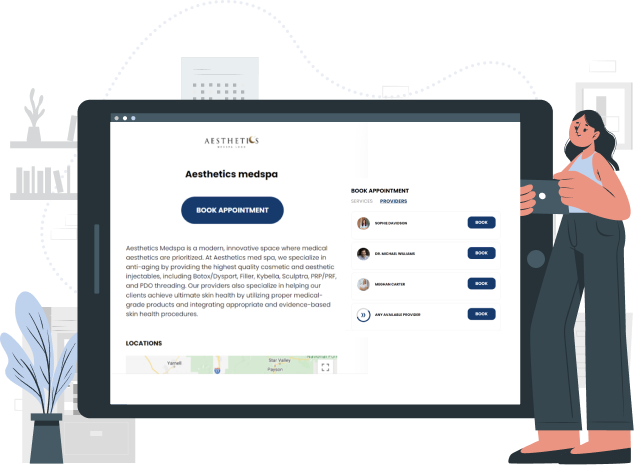 AESTHETICS
Aesthetics medspa
BOOK APPOINTMENT
Aesthetics Medspa is a modern, innovative space where medical
aesthetics are prioritized. At Aesthetics med spa, we specialize in
anti-aging by providing the highest quality cosmetic and aesthetic
injectables, including Botox/Dysport, Filler, Kybella, Sculptra, PRP/PRF,
and PDO threading. Our providers also specialize in helping our
clients achieve ultimate skin health by utilizing proper medical-
grade products and integrating appropriate and evidence-based
skin health procedures.
LOCATIONS
Yarnell
Star Valley
Payson
BOOK APPOINTMENT
SERVICES PROVIDERS
SOPHIE DAVIDSON BOOK
DR. MICHAEL WILLIAMS BOOK
MEGHAN CARTER BOOK
ANY AVAILABLE PROVIDER BOOK